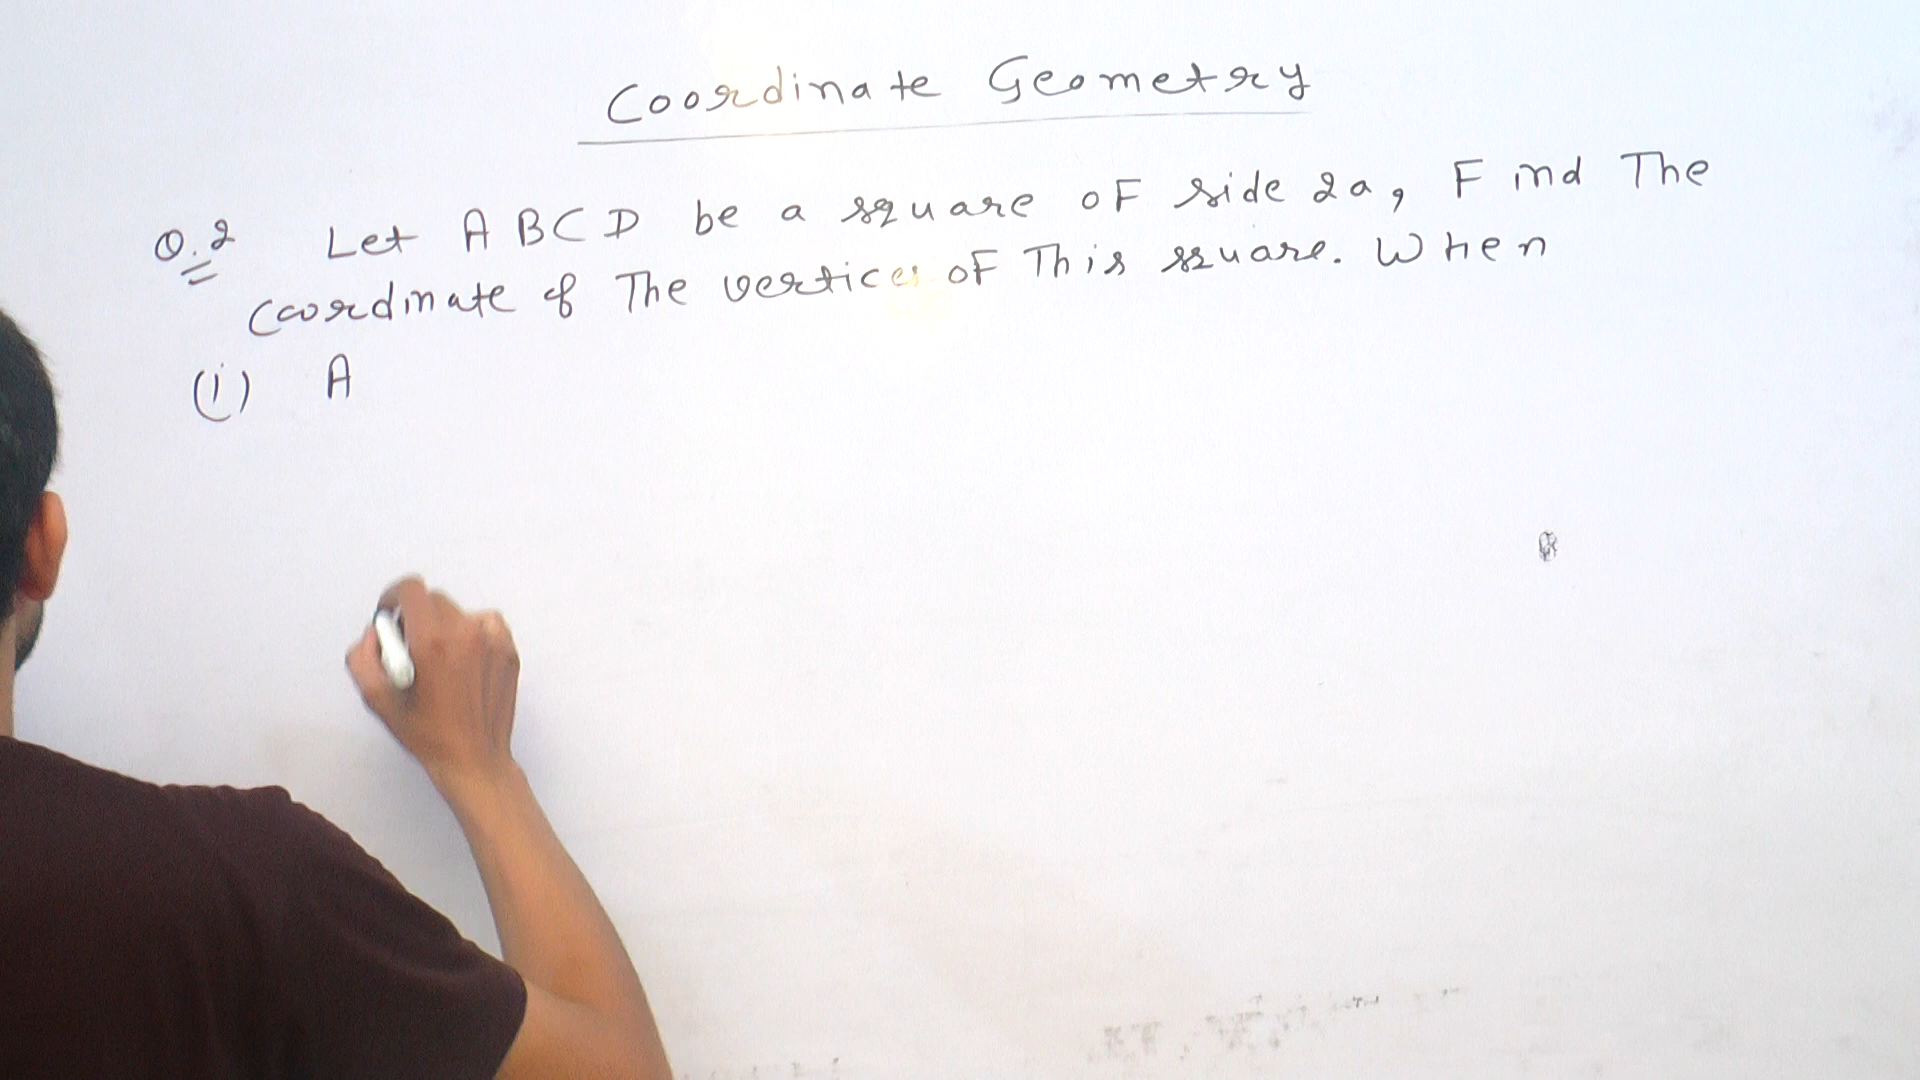 Coordinate Geometry
Q.2 Let ABCD be a square of side 2a, Find The
Coordinate of The vertices of This square. When
(i) A